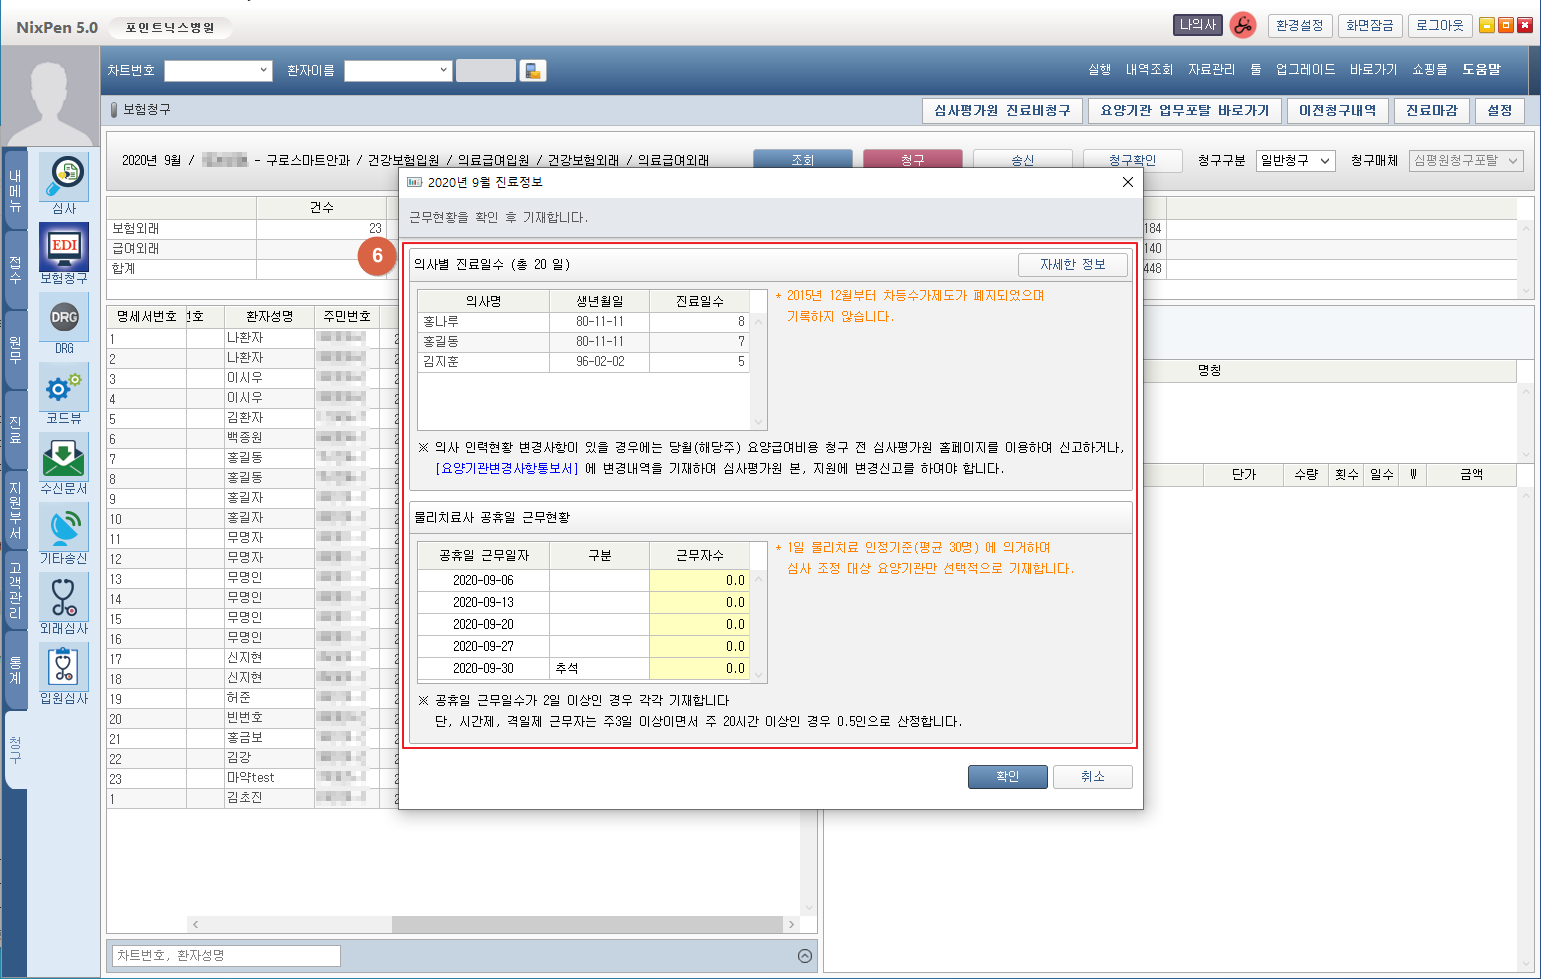 NixPen 5.0 포인트닉스병원
나의사 환경설정 화면잠금 로그아웃
차트번호 환자이름
실행 내역조회 자료관리 툴 업그레이드 바로가기 쇼핑몰 도움말
보험청구
심사평가원 진료비청구 요양기관 업무포탈 바로가기 이전청구내역 진료마감 설정
내메뉴
접수
원무
진료
지원부서
고객관리
통계
청구
심사
EDI
보험청구
DRG
DRG
코드뷰
수신문서
기타송신
외래심사
입원심사
2020년 9월 / - 구로스마트안과 / 건강보험입원 / 의료급여입원 / 건강보험외래 / 의료급여외래
조회 청구 송신 청구확인 청구구분 일반청구 청구매체 심평원청구포탈
건수
보험외래 23 184
급여외래 140
합계 448
명세서번호 번호 환자성명 주민번호
1 나환자
2 나환자
3 이시우
4 이시우
5 김환자
6 백종원
7 홍길동
8 홍길동
9 홍길자
10 홍길자
11 무명자
12 무명자
13 무명인
14 무명인
15 무명인
16 무명인
17 신지현
18 신지현
19 허준
20 빈번호
21 홍금보
22 김강
23 마약test
1 김초진
차트번호, 환자성명
명칭
단가 수량 횟수 일수 금액
2020년 9월 진료정보
근무현황을 확인 후 기재합니다.
6
의사별 진료일수 (총 20 일)
자세한 정보
의사명 생년월일 진료일수
홍나루 80-11-11 8
홍길동 80-11-11 7
김지훈 96-02-02 5
* 2015년 12월부터 차등수가제도가 폐지되었으며
기록하지 않습니다.
※ 의사 인력현황 변경사항이 있을 경우에는 당월(해당주) 요양급여비용 청구 전 심사평가원 홈페이지를 이용하여 신고하거나,
[요양기관변경사항통보서] 에 변경내역을 기재하여 심사평가원 본, 지원에 변경신고를 하여야 합니다.
물리치료사 공휴일 근무현황
공휴일 근무일자 구분 근무자수
2020-09-06 0.0
2020-09-13 0.0
2020-09-20 0.0
2020-09-27 0.0
2020-09-30 추석 0.0
* 1일 물리치료 인정기준(평균 30명) 에 의거하여
심사 조정 대상 요양기관만 선택적으로 기재합니다.
※ 공휴일 근무일수가 2일 이상인 경우 각각 기재합니다
단, 시간제, 격일제 근무자는 주3일 이상이면서 주 20시간 이상인 경우 0.5인으로 산정합니다.
확인 취소